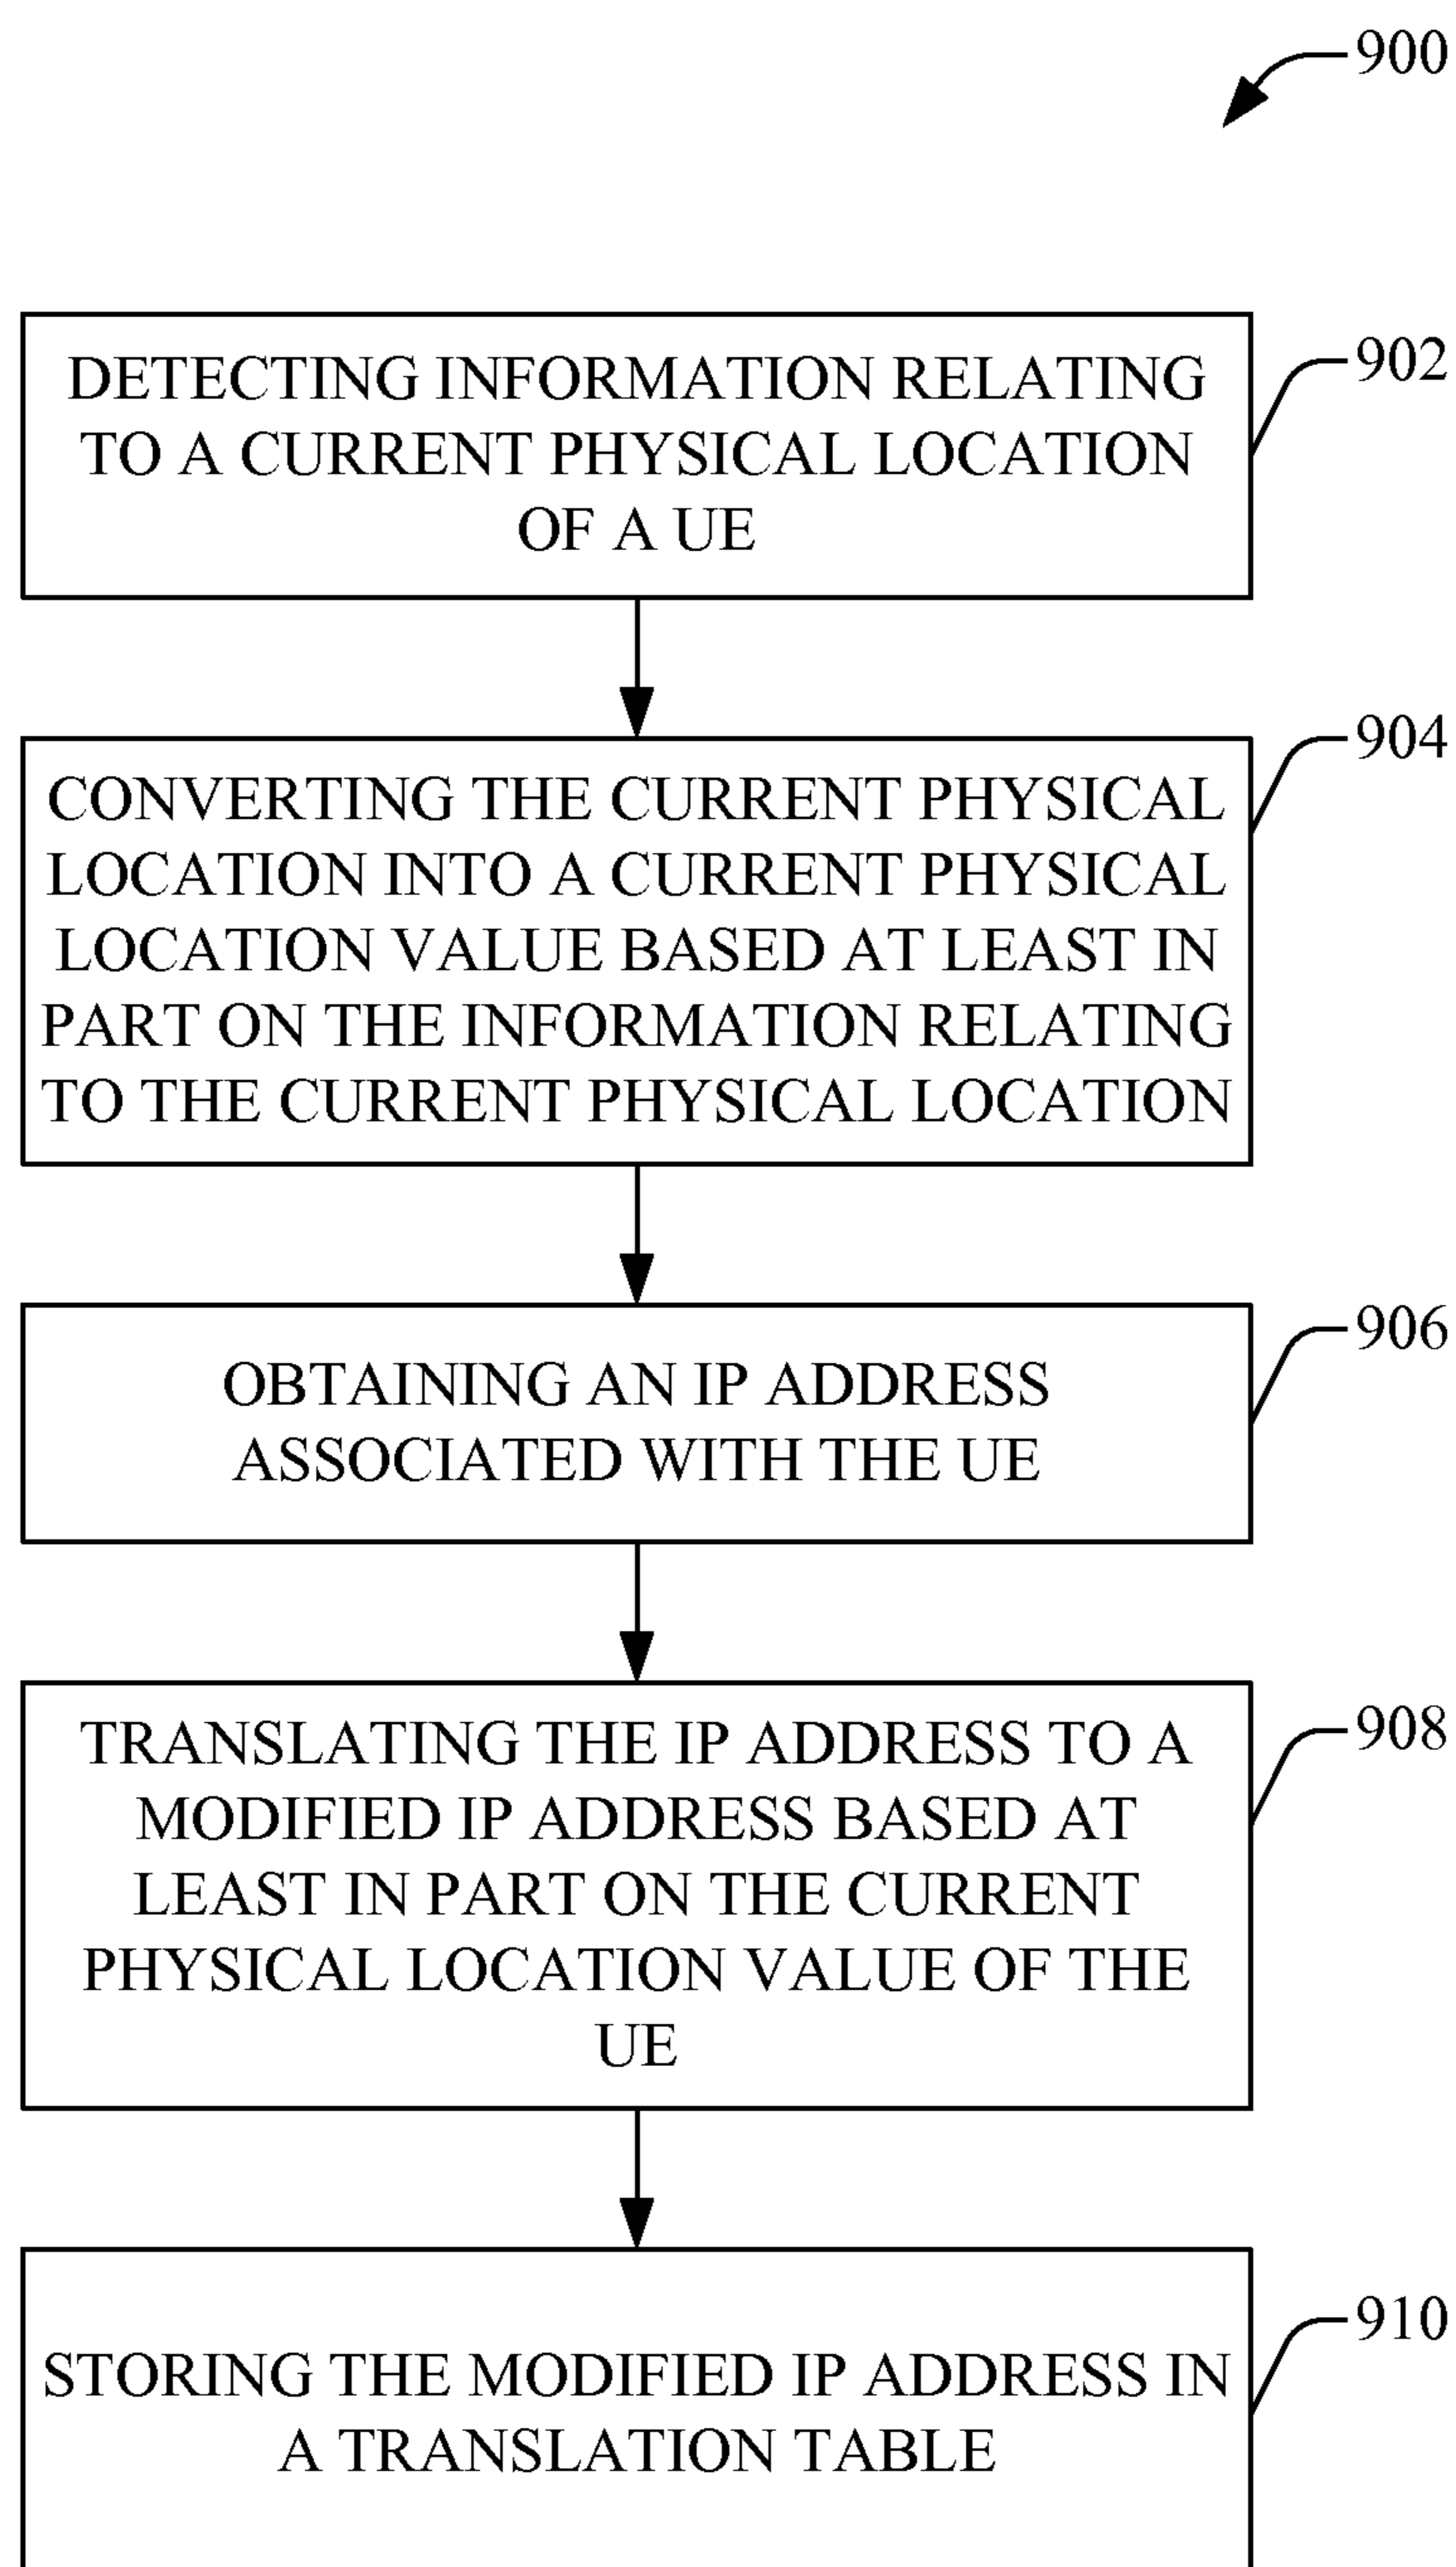 900
DETECTING INFORMATION RELATING
TO A CURRENT PHYSICAL LOCATION
OF A UE
902
CONVERTING THE CURRENT PHYSICAL
LOCATION INTO A CURRENT PHYSICAL
LOCATION VALUE BASED AT LEAST IN
PART ON THE INFORMATION RELATING
TO THE CURRENT PHYSICAL LOCATION
904
OBTAINING AN IP ADDRESS
ASSOCIATED WITH THE UE
906
TRANSLATING THE IP ADDRESS TO A
MODIFIED IP ADDRESS BASED AT
LEAST IN PART ON THE CURRENT
PHYSICAL LOCATION VALUE OF THE
UE
908
STORING THE MODIFIED IP ADDRESS IN
A TRANSLATION TABLE
910